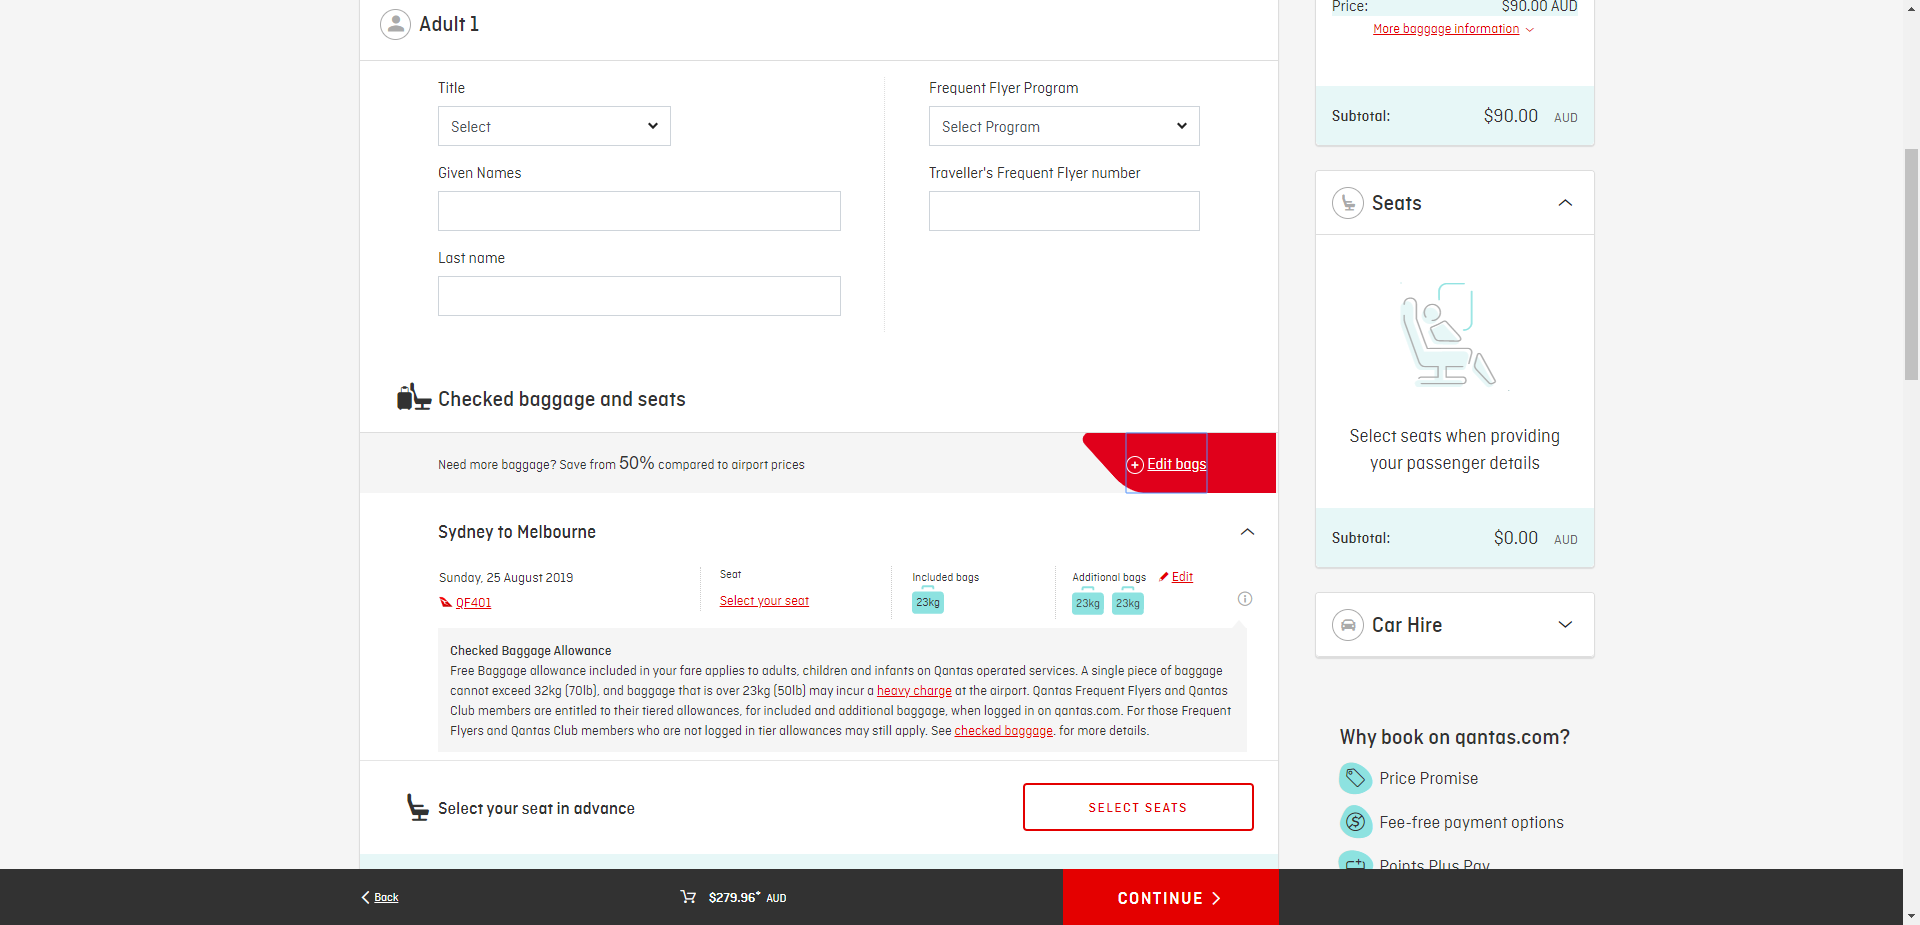 Adult 1
Title
Select
Given Names
Last name
Frequent Flyer Program
Select Program
Traveller's Frequent Flyer number
Checked baggage and seats
Need more baggage? Save from 50% compared to airport prices
Edit bags
Sydney to Melbourne
Sunday, 25 August 2019
QF401
Seat
Select your seat
Included bags
23kg
Additional bags
Edit
23kg 23kg
Checked Baggage Allowance
Free Baggage allowance included in your fare applies to adults, children and infants on Qantas operated services. A single piece of baggage
cannot exceed 32kg (70lb), and baggage that is over 23kg (50lb) may incur a heavy charge at the airport. Qantas Frequent Flyers and Qantas
Club members are entitled to their tiered allowances, for included and additional baggage, when logged in on qantas.com. For those Frequent
Flyers and Qantas Club members who are not logged in tier allowances may still apply. See checked baggage. for more details.
Select your seat in advance
SELECT SEATS
Price: $90.00 AUD
More baggage information
Subtotal: $90.00 AUD
Seats
Select seats when providing
your passenger details
Subtotal: $0.00 AUD
Car Hire
Why book on qantas.com?
Price Promise
Fee-free payment options
Points Plus Pay
Back
$279.96* AUD
CONTINUE